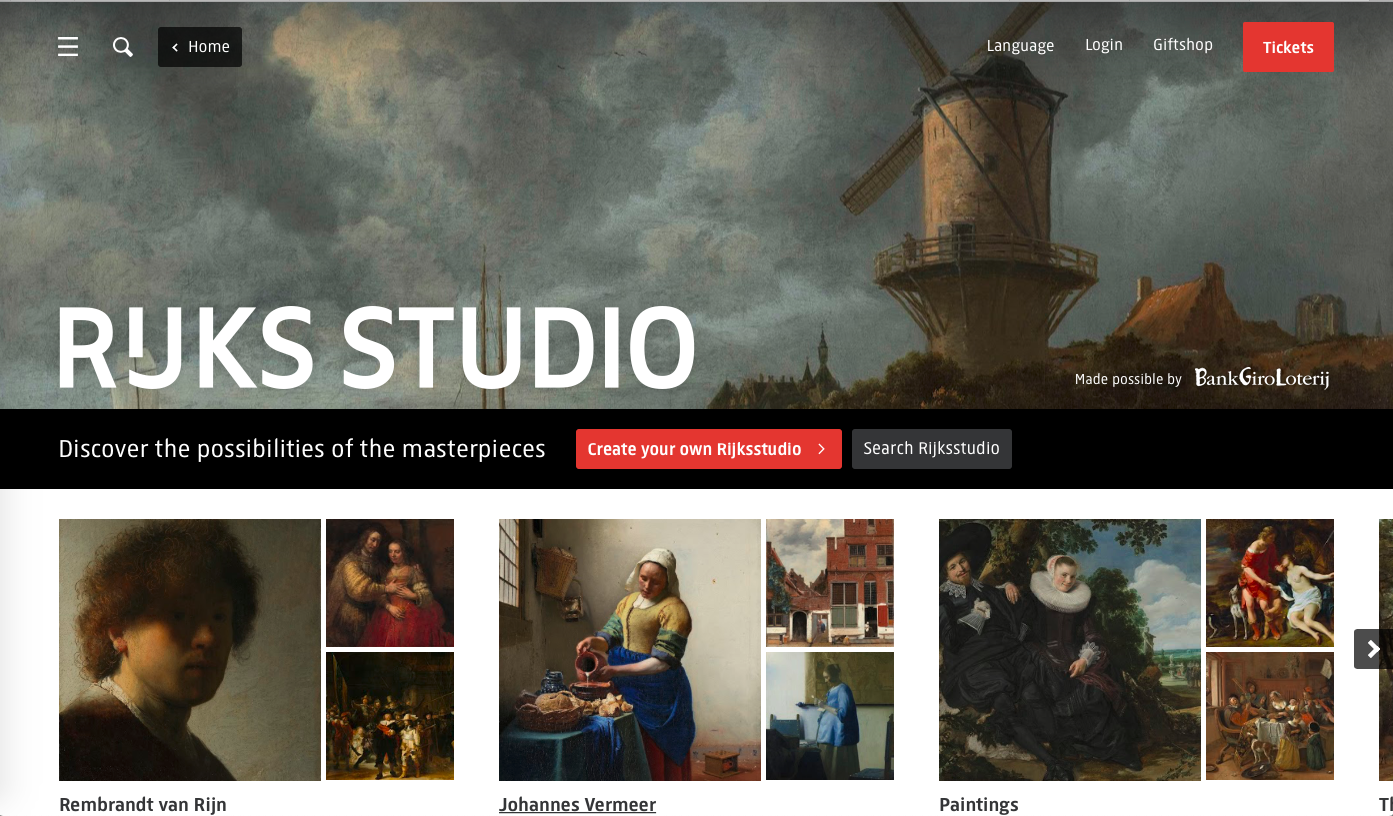 Home
Language
Login
Giftshop
Tickets
RIJKS STUDIO
Made possible by BankGiroLoterij
Discover the possibilities of the masterpieces
Create your own Rijksstudio
Search Rijksstudio
Rembrandt van Rijn
Johannes Vermeer
Paintings